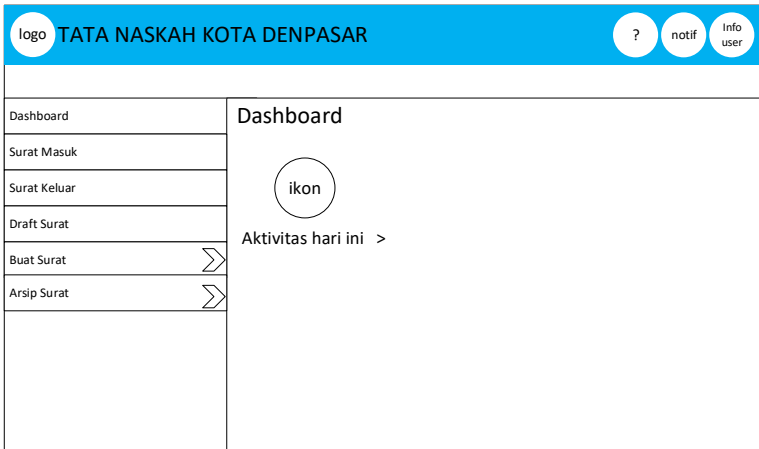 logo TATA NASKAH KOTA DENPASAR ? notif Info user
Dashboard
Surat Masuk
Surat Keluar
Draft Surat
Buat Surat
Arsip Surat
Dashboard
ikon
Aktivitas hari ini >